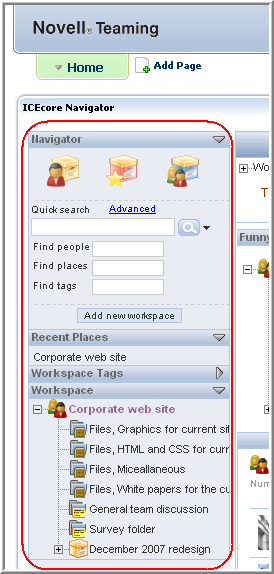 Novell® Teaming
Home
Add Page
ICEcore Navigator
Navigator
Quick search Advanced
Find people
Find places
Find tags
Add new workspace
Recent Places
Corporate web site
Workspace Tags
Workspace
Corporate web site
Files, Graphics for current sit
Files, HTML and CSS for curr
Files, Miceallaneous
Files, White papers for the cu
General team discussion
Survey folder
December 2007 redesign
Wo
T
Funny
Num